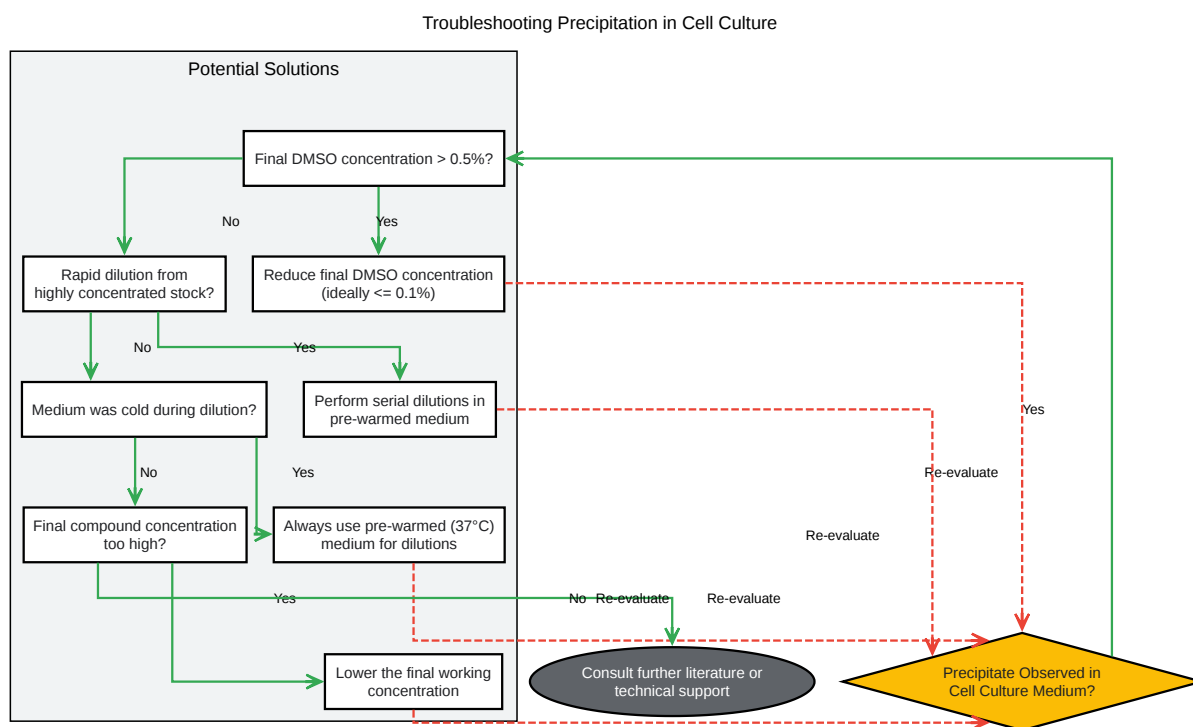 Troubleshooting Precipitation in Cell Culture
Potential Solutions
Final DMSO concentration > 0.5%?
No
Yes
Rapid dilution from
highly concentrated stock?
Reduce final DMSO concentration
(ideally <= 0.1%)
No
Yes
Medium was cold during dilution?
Perform serial dilutions in
pre-warmed medium
Yes
No
Yes
Re-evaluate
Final compound concentration
too high?
Always use pre-warmed (37°C)
medium for dilutions
Re-evaluate
Yes
No
Re-evaluate
Re-evaluate
Lower the final working
concentration
Consult further literature or
technical support
Precipitate Observed in
Cell Culture Medium?